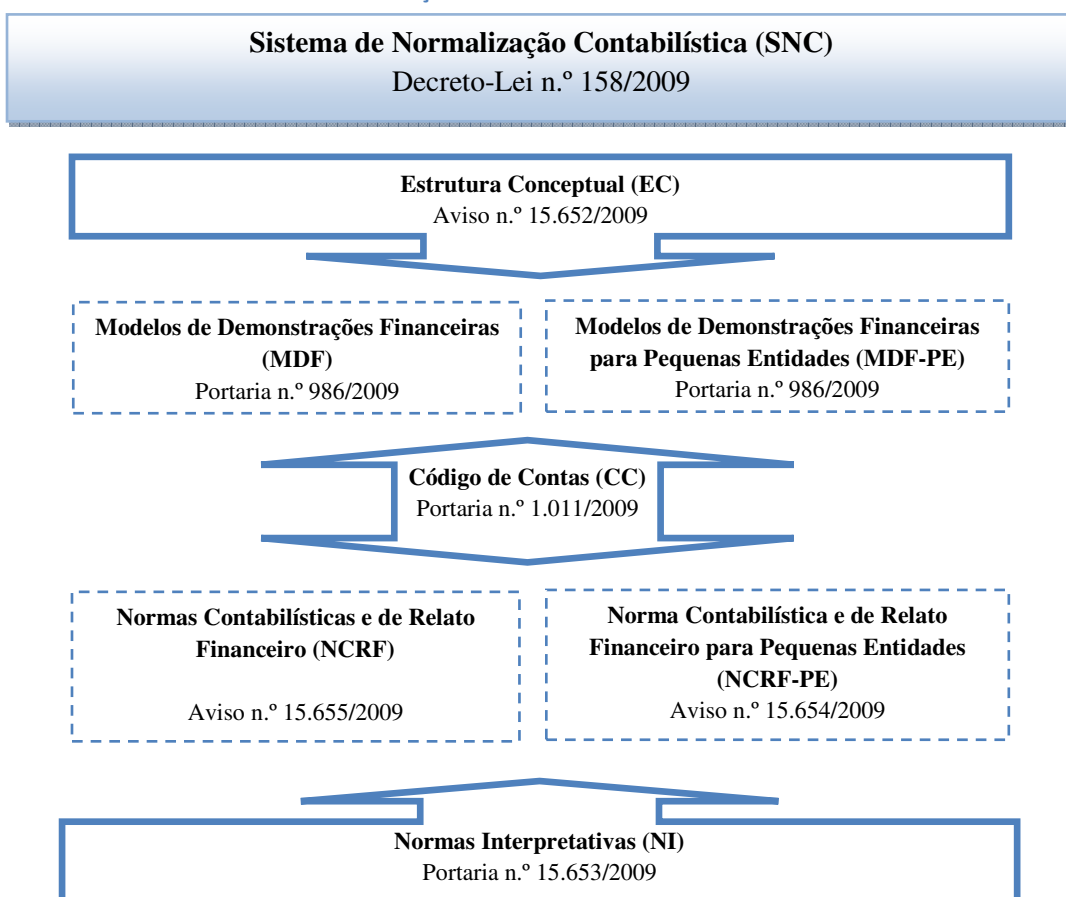 Sistema de Normalização Contabilística (SNC)
Decreto-Lei n.º 158/2009
Estrutura Conceptual (EC)
Aviso n.º 15.652/2009
Modelos de Demonstrações Financeiras
(MDF)
Portaria n.º 986/2009
Modelos de Demonstrações Financeiras
para Pequenas Entidades (MDF-PE)
Portaria n.º 986/2009
Código de Contas (CC)
Portaria n.º 1.011/2009
Normas Contabilísticas e de Relato
Financeiro (NCRF)
Aviso n.º 15.655/2009
Norma Contabilística e de Relato
Financeiro para Pequenas Entidades
(NCRF-PE)
Aviso n.º 15.654/2009
Normas Interpretativas (NI)
Portaria n.º 15.653/2009